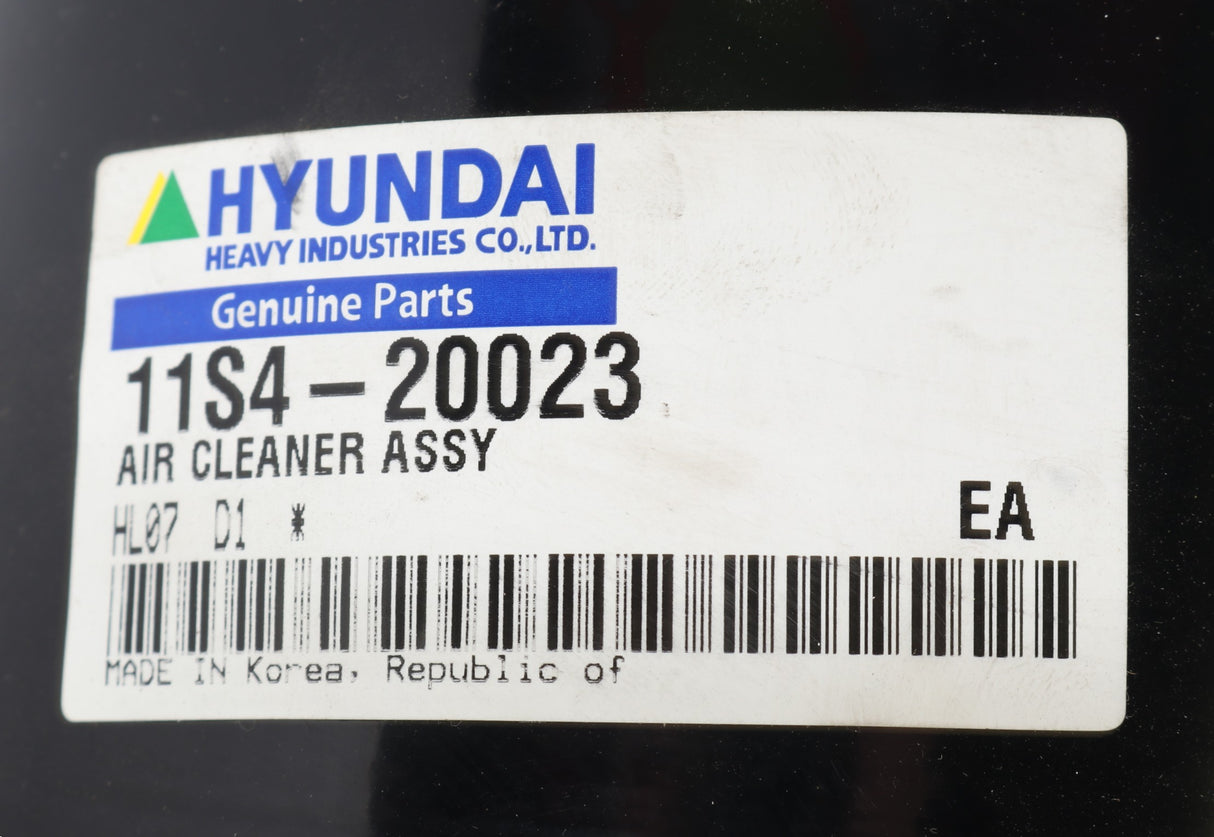 HYUNDAI
HEAVY INDUSTRIES CO.,LTD.
Genuine Parts
11S4-20023
AIR CLEANER ASSY
HL07 D1 *
EA
MADE IN Korea, Republic of